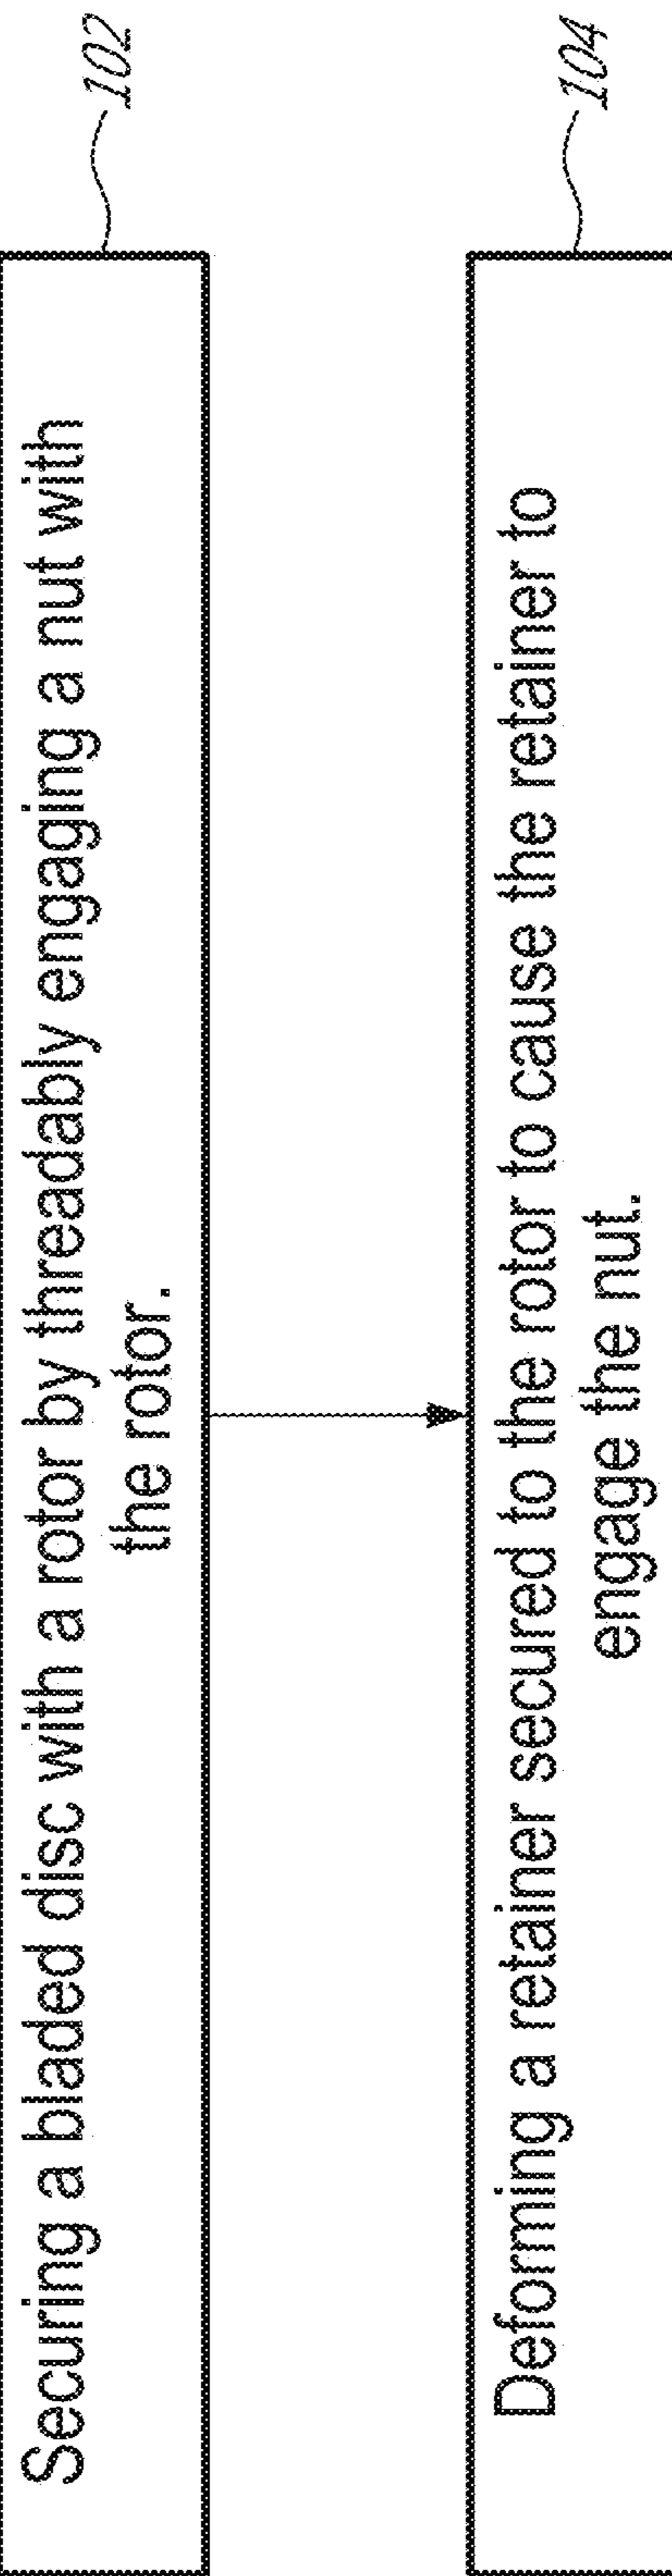 Securing a bladed disc with a rotor by threadably engaging a nut with
the rotor.
102
Deforming a retainer secured to the rotor to cause the retainer to
engage the nut.
104